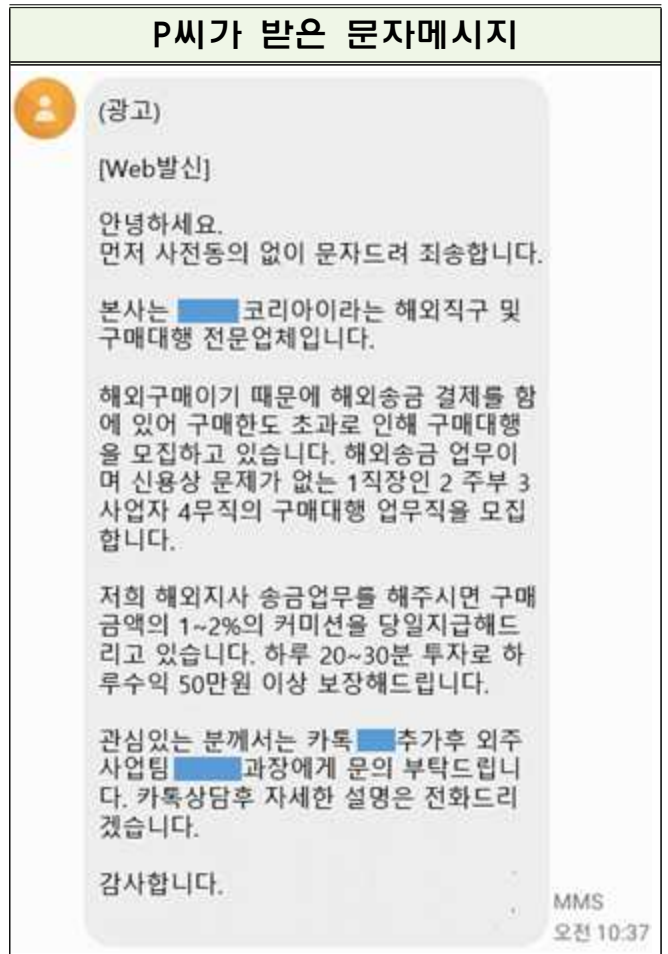 P씨가 받은 문자메시지
(광고)
[Web발신]
안녕하세요.
먼저 사전동의 없이 문자드려 죄송합니다.
본사는 코리아이라는 해외직구 및
구매대행 전문업체입니다.
해외구매이기 때문에 해외송금 결제를 함
에 있어 구매한도 초과로 인해 구매대행
을 모집하고 있습니다. 해외송금 업무이
며 신용상 문제가 없는 1직장인 2 주부 3
사업자 4무직의 구매대행 업무직을 모집
합니다.
저희 해외지사 송금업무를 해주시면 구매
금액의 1~2%의 커미션을 당일지급해드
리고 있습니다. 하루 20~30분 투자로 하
루수익 50만원 이상 보장해드립니다.
관심있는 분께서는 카톡 추가후 외주
사업팀 과장에게 문의 부탁드립니
다. 카톡상담후 자세한 설명은 전화드리
겠습니다.
감사합니다.
MMS
오전 10:37